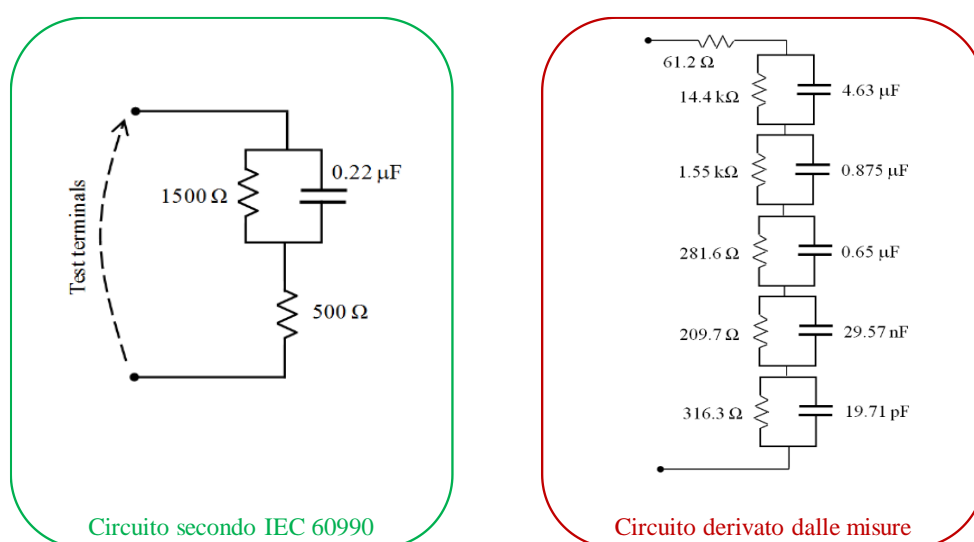 Test terminals
1500 Ω
0.22 µF
500 Ω
Circuito secondo IEC 60990
61.2 Ω
14.4 kΩ
4.63 µF
1.55 kΩ
0.875 µF
281.6 Ω
0.65 µF
209.7 Ω
29.57 nF
316.3 Ω
19.71 pF
Circuito derivato dalle misure